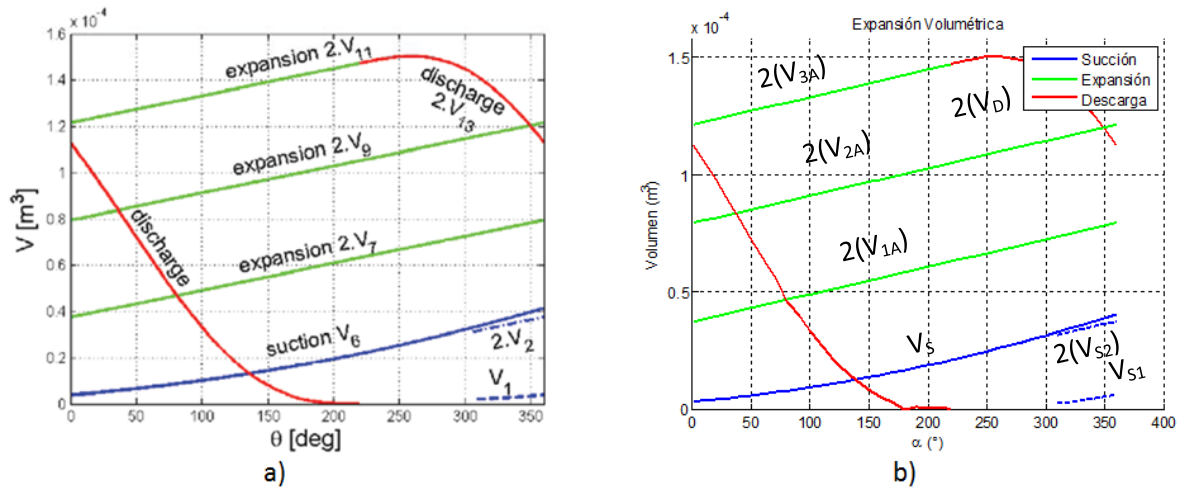 x 10⁻⁴
1.6
1.4
1.2
1
0.8
0.6
0.4
0.2
0
V [m³]
expansion 2.V₁₁
discharge
2.V₁₃
expansion 2.V₉
discharge
expansion 2.V₇
suction V₆
2.V₂
V₁
0 50 100 150 200 250 300 350
θ [deg]
a)
x 10⁻⁴
Expansión Volumétrica
1.5
1
0.5
0
Volumen (m³)
Succión
Expansión
Descarga
2(V₃A)
2(VD)
2(V₂A)
2(V₁A)
VS
2(VS2)
VS1
0 50 100 150 200 250 300 350 400
α (°)
b)